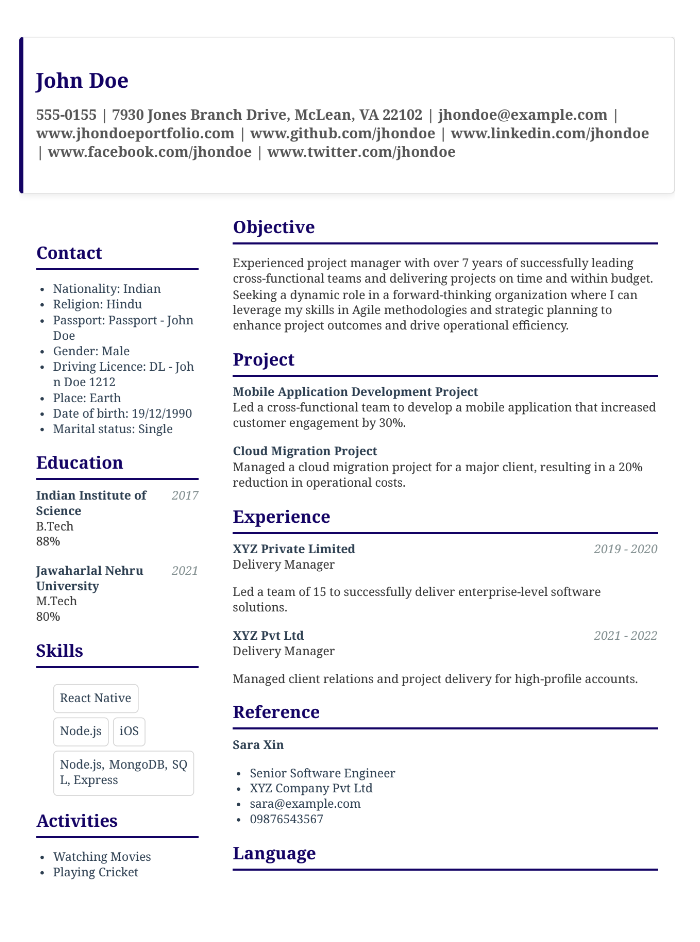 John Doe
555-0155 | 7930 Jones Branch Drive, McLean, VA 22102 | jhondoe@example.com |
www.jhondoeportfolio.com | www.github.com/jhondoe | www.linkedin.com/jhondoe
| www.facebook.com/jhondoe | www.twitter.com/jhondoe
Contact
• Nationality: Indian
• Religion: Hindu
• Passport: Passport - John
Doe
• Gender: Male
• Driving Licence: DL - Joh
n Doe 1212
• Place: Earth
• Date of birth: 19/12/1990
• Marital status: Single
Education
Indian Institute of 2017
Science
B.Tech
88%
Jawaharlal Nehru 2021
University
M.Tech
80%
Skills
React Native
Node.js iOS
Node.js, MongoDB, SQ
L, Express
Activities
• Watching Movies
• Playing Cricket
Objective
Experienced project manager with over 7 years of successfully leading
cross-functional teams and delivering projects on time and within budget.
Seeking a dynamic role in a forward-thinking organization where I can
leverage my skills in Agile methodologies and strategic planning to
enhance project outcomes and drive operational efficiency.
Project
Mobile Application Development Project
Led a cross-functional team to develop a mobile application that increased
customer engagement by 30%.
Cloud Migration Project
Managed a cloud migration project for a major client, resulting in a 20%
reduction in operational costs.
Experience
XYZ Private Limited 2019 - 2020
Delivery Manager
Led a team of 15 to successfully deliver enterprise-level software
solutions.
XYZ Pvt Ltd 2021 - 2022
Delivery Manager
Managed client relations and project delivery for high-profile accounts.
Reference
Sara Xin
• Senior Software Engineer
• XYZ Company Pvt Ltd
• sara@example.com
• 09876543567
Language